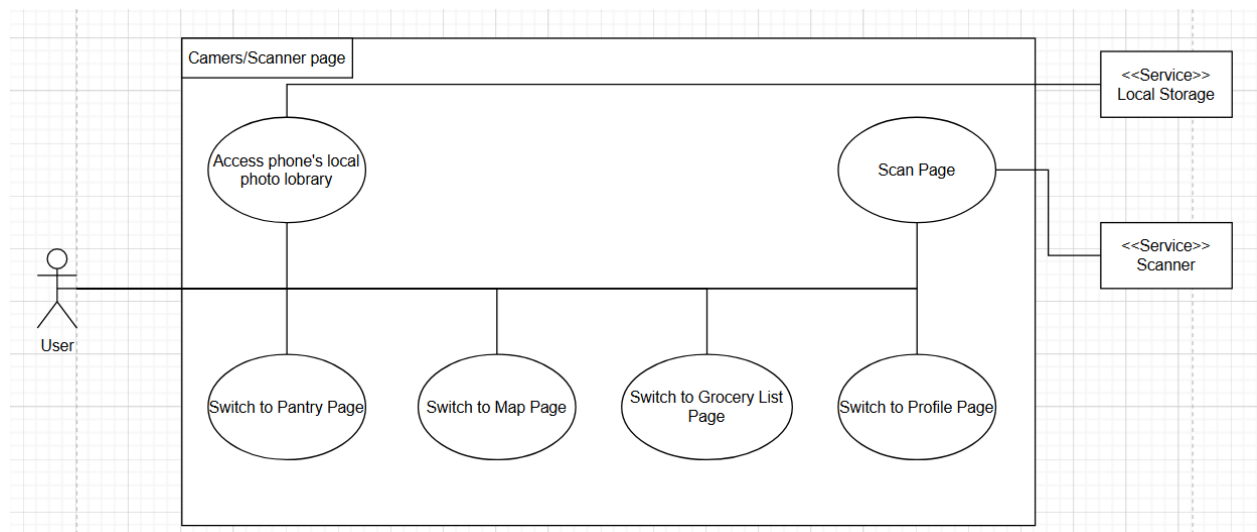 Camers/Scanner page
<<Service>>
Local Storage
Access phone's local
photo lobrary
Scan Page
<<Service>>
Scanner
User
Switch to Pantry Page
Switch to Map Page
Switch to Grocery List
Page
Switch to Profile Page